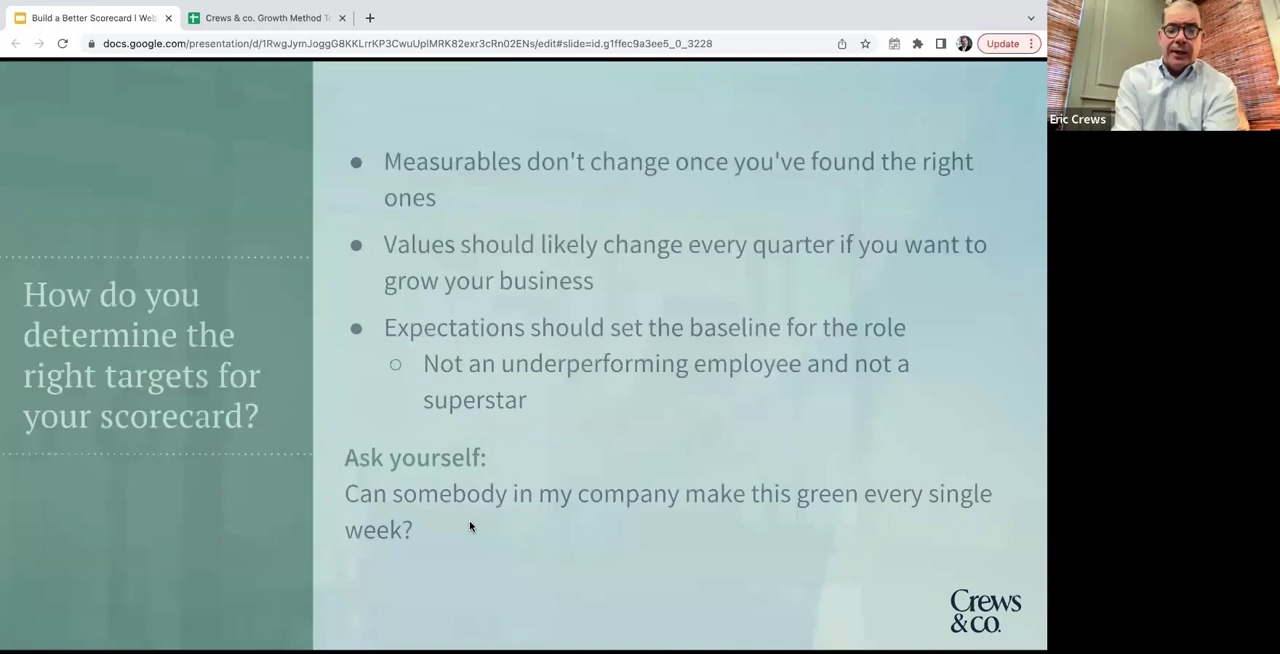 Build a Better Scorecard I Web
Crews & co. Growth Method T
docs.google.com/presentation/d/1RwgJymJoggG8KKLrrKP3CwuUplMRK82exr3cRn02ENs/edit#slide=id.g1ffec9a3ee5_0_3228
Update
Eric Crews
How do you
determine the
right targets for
your scorecard?
● Measurables don't change once you've found the right
ones
● Values should likely change every quarter if you want to
grow your business
● Expectations should set the baseline for the role
○ Not an underperforming employee and not a
superstar
Ask yourself:
Can somebody in my company make this green every single
week?
Crews
& CO.